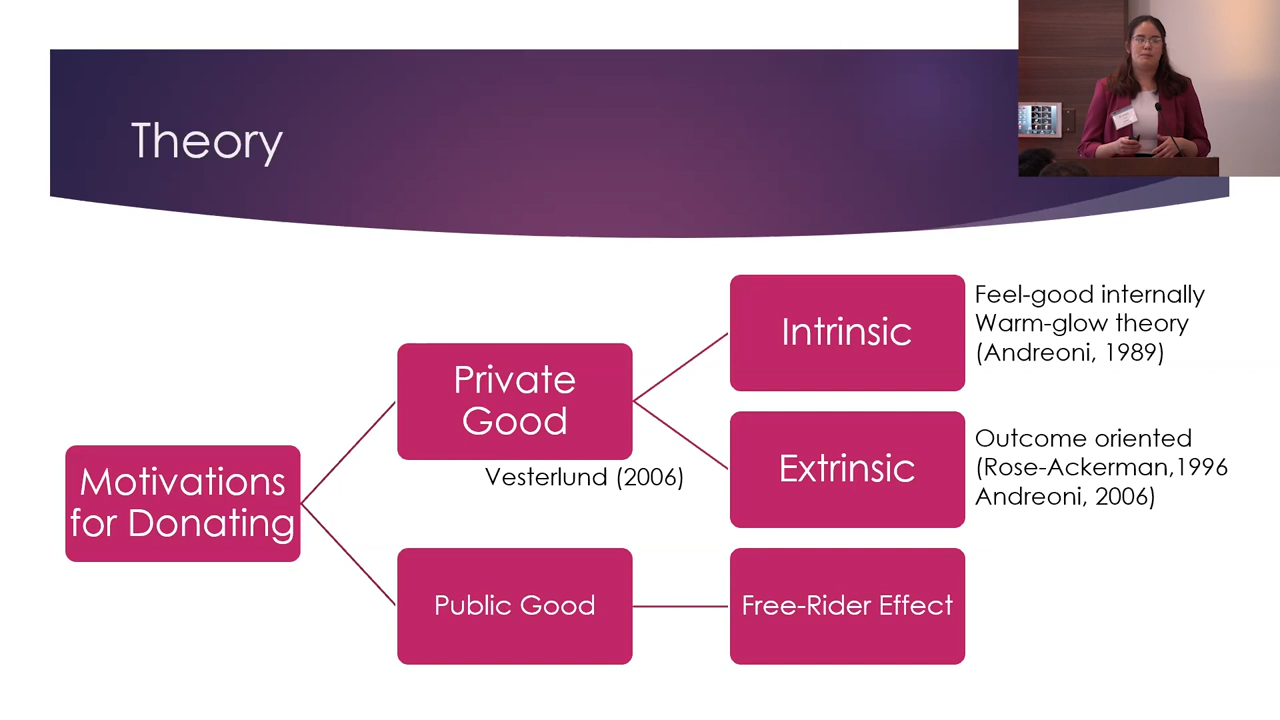 Theory
Motivations
for Donating
Private
Good
Vesterlund (2006)
Public Good
Intrinsic
Feel-good internally
Warm-glow theory
(Andreoni, 1989)
Extrinsic
Outcome oriented
(Rose-Ackerman,1996
Andreoni, 2006)
Free-Rider Effect